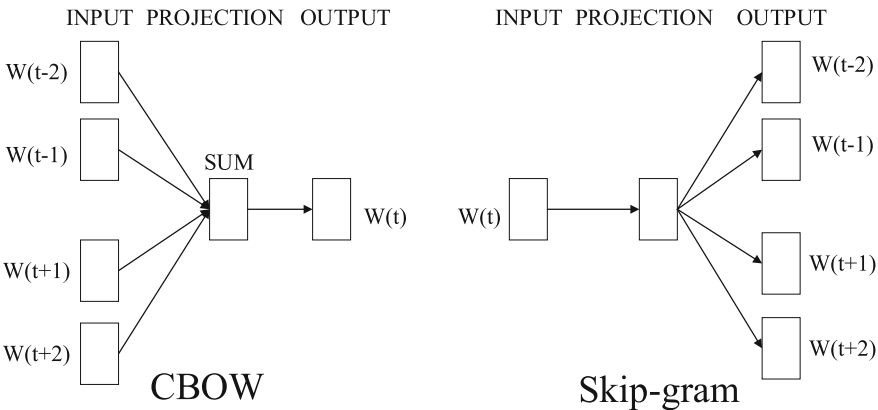 INPUT PROJECTION OUTPUT
W(t-2)
W(t-1)
SUM
W(t)
W(t+1)
W(t+2)
CBOW
INPUT PROJECTION OUTPUT
W(t-2)
W(t-1)
W(t)
W(t+1)
W(t+2)
Skip-gram